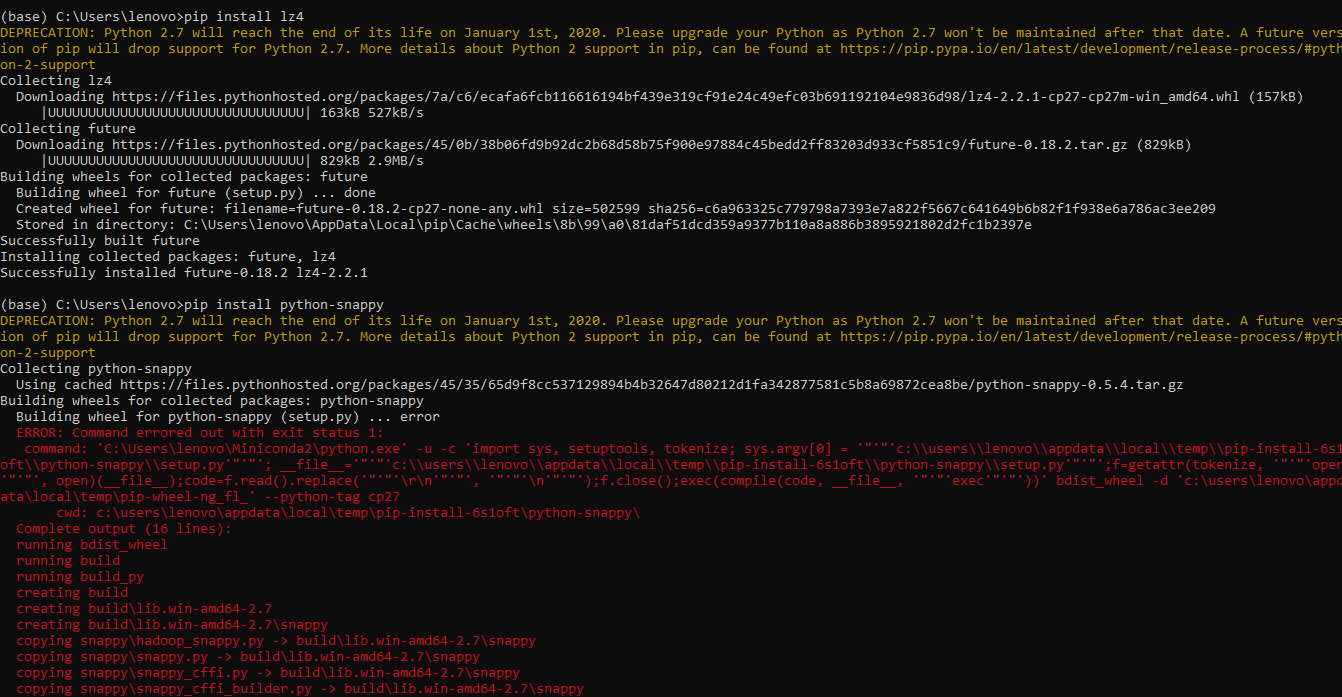 (base) C:\Users\lenovo>pip install lz4
DEPRECATION: Python 2.7 will reach the end of its life on January 1st, 2020. Please upgrade your Python as Python 2.7 won't be maintained after that date. A future vers
ion of pip will drop support for Python 2.7. More details about Python 2 support in pip, can be found at https://pip.pypa.io/en/latest/development/release-process/#pyth
on-2-support
Collecting lz4
  Downloading https://files.pythonhosted.org/packages/7a/c6/ecafa6fcb116616194bf439e319cf91e24c49efc03b691192104e9836d98/lz4-2.2.1-cp27-cp27m-win_amd64.whl (157kB)
     |UUUUUUUUUUUUUUUUUUUUUUUUUUUUUUUU| 163kB 527kB/s
Collecting future
  Downloading https://files.pythonhosted.org/packages/45/0b/38b06fd9b92dc2b68d58b75f900e97884c45bedd2ff83203d933cf5851c9/future-0.18.2.tar.gz (829kB)
     |UUUUUUUUUUUUUUUUUUUUUUUUUUUUUUUU| 829kB 2.9MB/s
Building wheels for collected packages: future
  Building wheel for future (setup.py) ... done
  Created wheel for future: filename=future-0.18.2-cp27-none-any.whl size=502599 sha256=c6a963325c779798a7393e7a822f5667c641649b6b82f1f938e6a786ac3ee209
  Stored in directory: C:\Users\lenovo\AppData\Local\pip\Cache\wheels\8b\99\a0\81daf51dcd359a9377b110a8a886b3895921802d2fc1b2397e
Successfully built future
Installing collected packages: future, lz4
Successfully installed future-0.18.2 lz4-2.2.1
(base) C:\Users\lenovo>pip install python-snappy
DEPRECATION: Python 2.7 will reach the end of its life on January 1st, 2020. Please upgrade your Python as Python 2.7 won't be maintained after that date. A future vers
ion of pip will drop support for Python 2.7. More details about Python 2 support in pip, can be found at https://pip.pypa.io/en/latest/development/release-process/#pyth
on-2-support
Collecting python-snappy
  Using cached https://files.pythonhosted.org/packages/45/35/65d9f8cc537129894b4b32647d80212d1fa342877581c5b8a69872cea8be/python-snappy-0.5.4.tar.gz
Building wheels for collected packages: python-snappy
  Building wheel for python-snappy (setup.py) ... error
  ERROR: Command errored out with exit status 1:
   command: 'C:\Users\lenovo\Miniconda2\python.exe' -u -c 'import sys, setuptools, tokenize; sys.argv[0] = '"'"'c:\\users\\lenovo\\appdata\\local\\temp\\pip-install-6s1
oft\\python-snappy\\setup.py'"'"'; __file__='"'"'c:\\users\\lenovo\\appdata\\local\\temp\\pip-install-6s1oft\\python-snappy\\setup.py'"'"';f=getattr(tokenize, '"'"'open
'"'"', open)(__file__);code=f.read().replace('"'"'\r\n'"'"', '"'"'\n'"'"');f.close();exec(compile(code, __file__, '"'"'exec'"'"'))' bdist_wheel -d 'c:\users\lenovo\appd
ata\local\temp\pip-wheel-ng_fl_' --python-tag cp27
       cwd: c:\users\lenovo\appdata\local\temp\pip-install-6s1oft\python-snappy\
  Complete output (16 lines):
  running bdist_wheel
  running build
  running build_py
  creating build
  creating build\lib.win-amd64-2.7
  creating build\lib.win-amd64-2.7\snappy
  copying snappy\hadoop_snappy.py -> build\lib.win-amd64-2.7\snappy
  copying snappy\snappy.py -> build\lib.win-amd64-2.7\snappy
  copying snappy\snappy_cffi.py -> build\lib.win-amd64-2.7\snappy
  copying snappy\snappy_cffi_builder.py -> build\lib.win-amd64-2.7\snappy